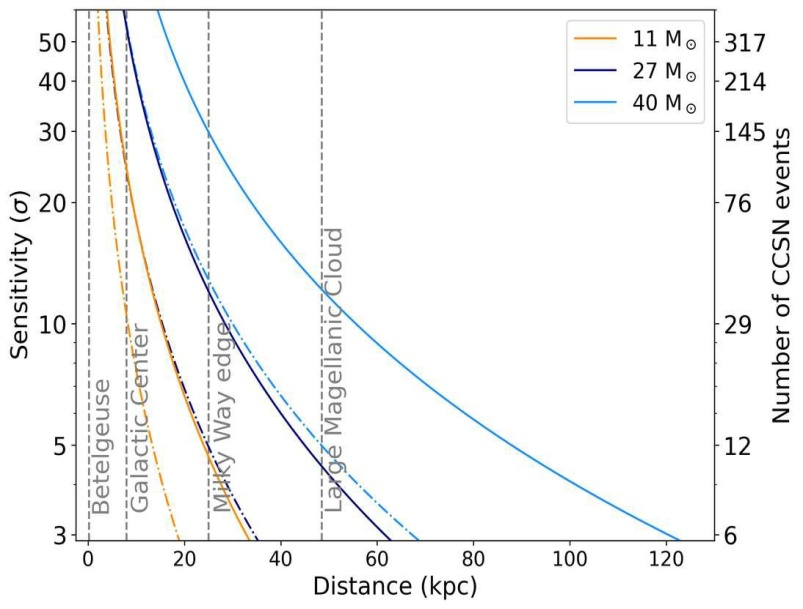 50
40
30
20
10
5
3
Sensitivity (σ)
317
214
145
76
29
12
6
Number of CCSN events
11 M⊙
27 M⊙
40 M⊙
Betelgeuse
Galactic Center
Milky Way edge
Large Magellanic Cloud
0 20 40 60 80 100 120
Distance (kpc)